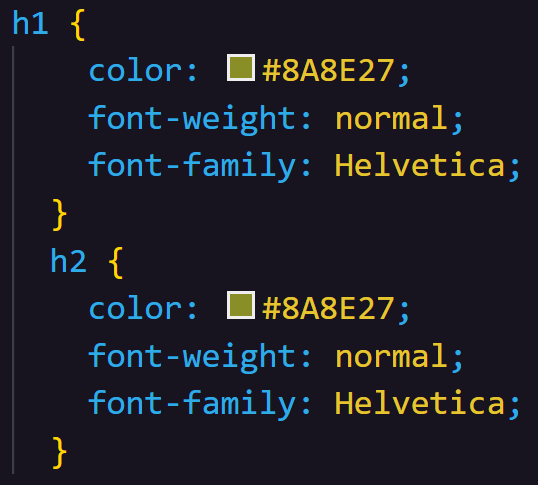 h1 {
color: #8A8E27;
font-weight: normal;
font-family: Helvetica;
}
h2 {
color: #8A8E27;
font-weight: normal;
font-family: Helvetica;
}